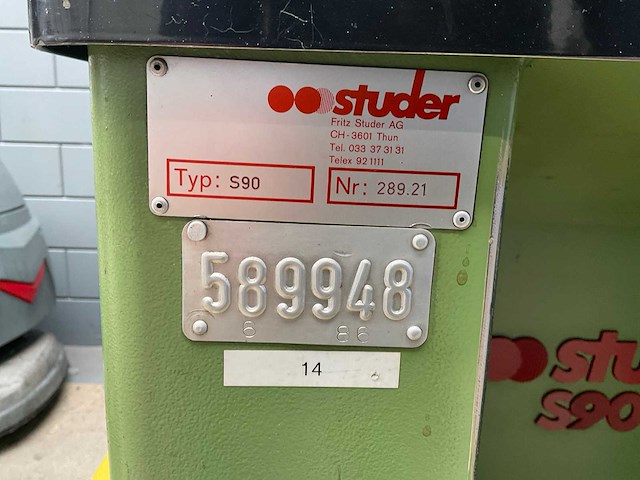 studer
Fritz Studer AG
CH-3601 Thun
Tel. 033 37 31 31
Telex 92 1111
Typ: S90
Nr: 289.21
589948
6 86
14
studer
S90